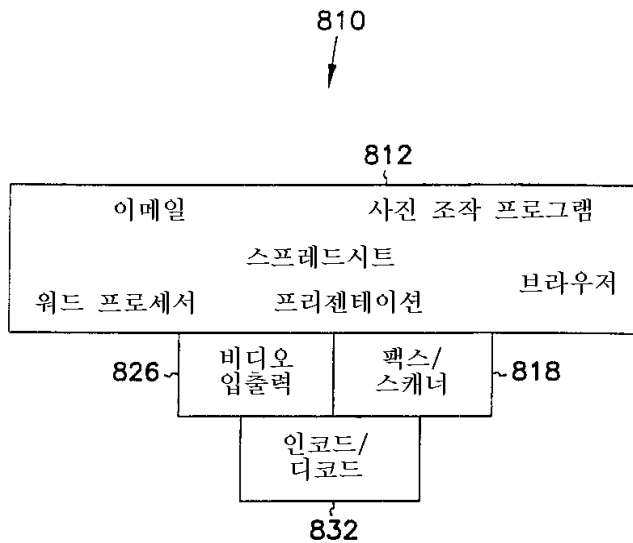 810
812
이메일 사진 조작 프로그램
스프레드시트
브라우저
워드 프로세서 프리젠테이션
826 비디오 입출력 팩스/ 스캐너 818
인코드/
디코드
832